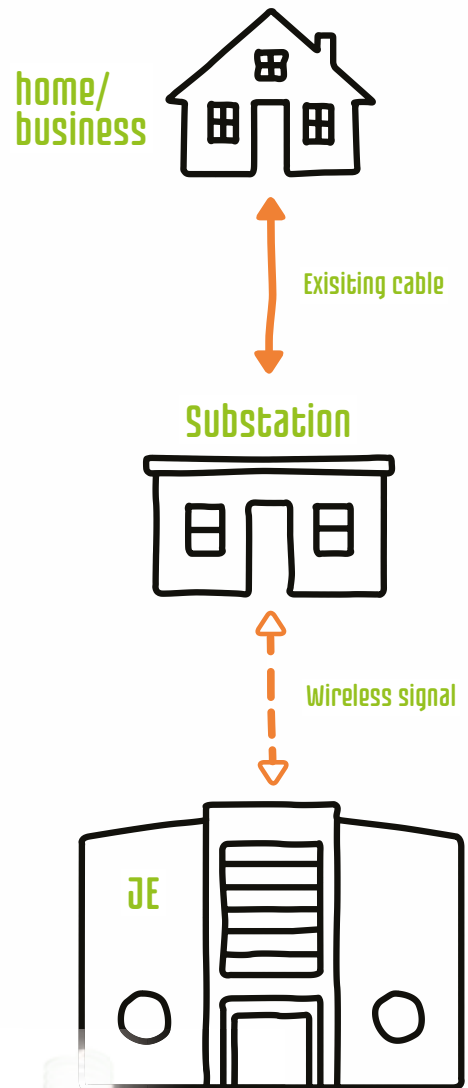 home/
business
Exisiting cable
Substation
Wireless signal
JE